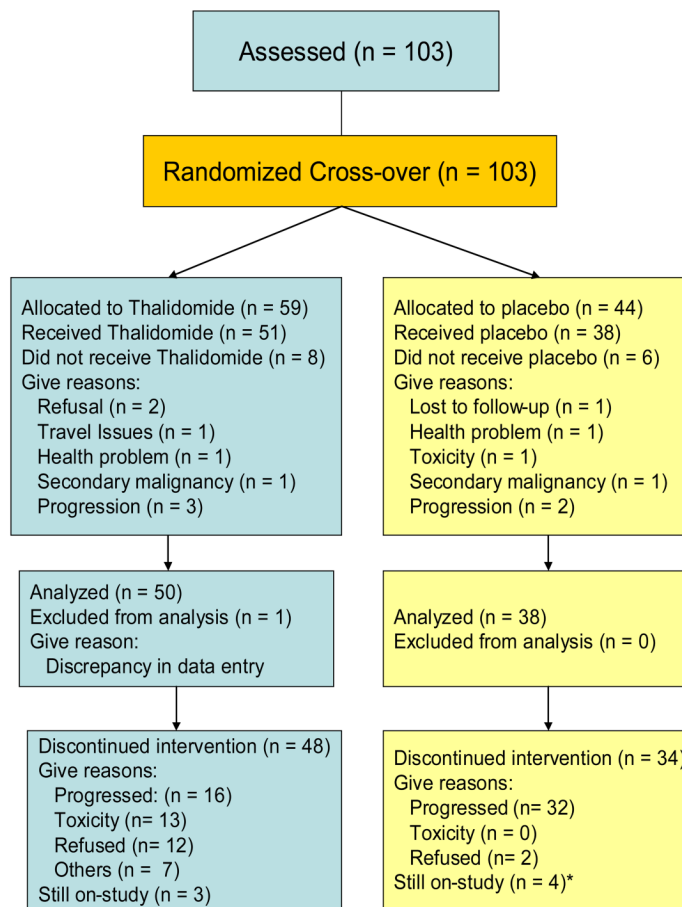 Assessed (n = 103)
Randomized Cross-over (n = 103)
Allocated to Thalidomide (n = 59)
Received Thalidomide (n = 51)
Did not receive Thalidomide (n = 8)
Give reasons:
Refusal (n = 2)
Travel Issues (n = 1)
Health problem (n = 1)
Secondary malignancy (n = 1)
Progression (n = 3)
Allocated to placebo (n = 44)
Received placebo (n = 38)
Did not receive placebo (n = 6)
Give reasons:
Lost to follow-up (n = 1)
Health problem (n = 1)
Toxicity (n = 1)
Secondary malignancy (n = 1)
Progression (n = 2)
Analyzed (n = 50)
Excluded from analysis (n = 1)
Give reason:
Discrepancy in data entry
Analyzed (n = 38)
Excluded from analysis (n = 0)
Discontinued intervention (n = 48)
Give reasons:
Progressed: (n = 16)
Toxicity (n= 13)
Refused (n= 12)
Others (n =  7)
Still on-study (n = 3)
Discontinued intervention (n = 34)
Give reasons:
Progressed (n= 32)
Toxicity (n = 0)
Refused (n= 2)
Still on-study (n = 4)*